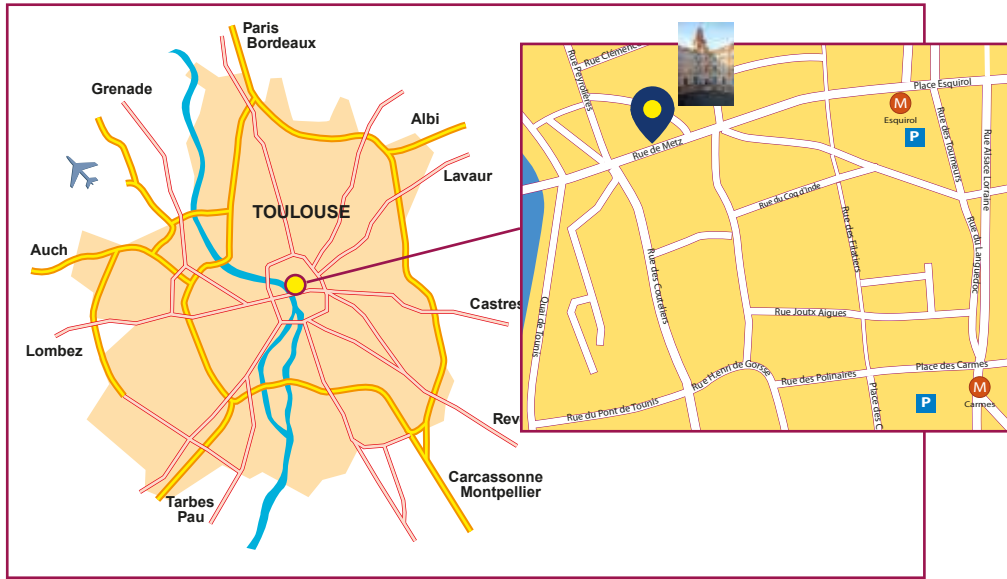 Paris
Bordeaux
Grenade
Albi
Lavaur
TOULOUSE
Auch
Castres
Lombez
Rev
Carcassonne
Montpellier
Tarbes
Pau
Rue Peyrolières
Rue Clémenc
Place Esquirol
M
Esquirol
P
Rue de Metz
Rue des Tourneurs
Rue Alsace Lorraine
Rue du Coq d'Inde
Rue des Filatiers
Rue du Languedoc
Rue des Couteliers
Quai de Tounis
Rue Joutx Aigues
Rue Henri de Gorsse
Place des Carmes
Rue des Polinaires
M
Carmes
P
Rue du Pont de Tounis
Place des C